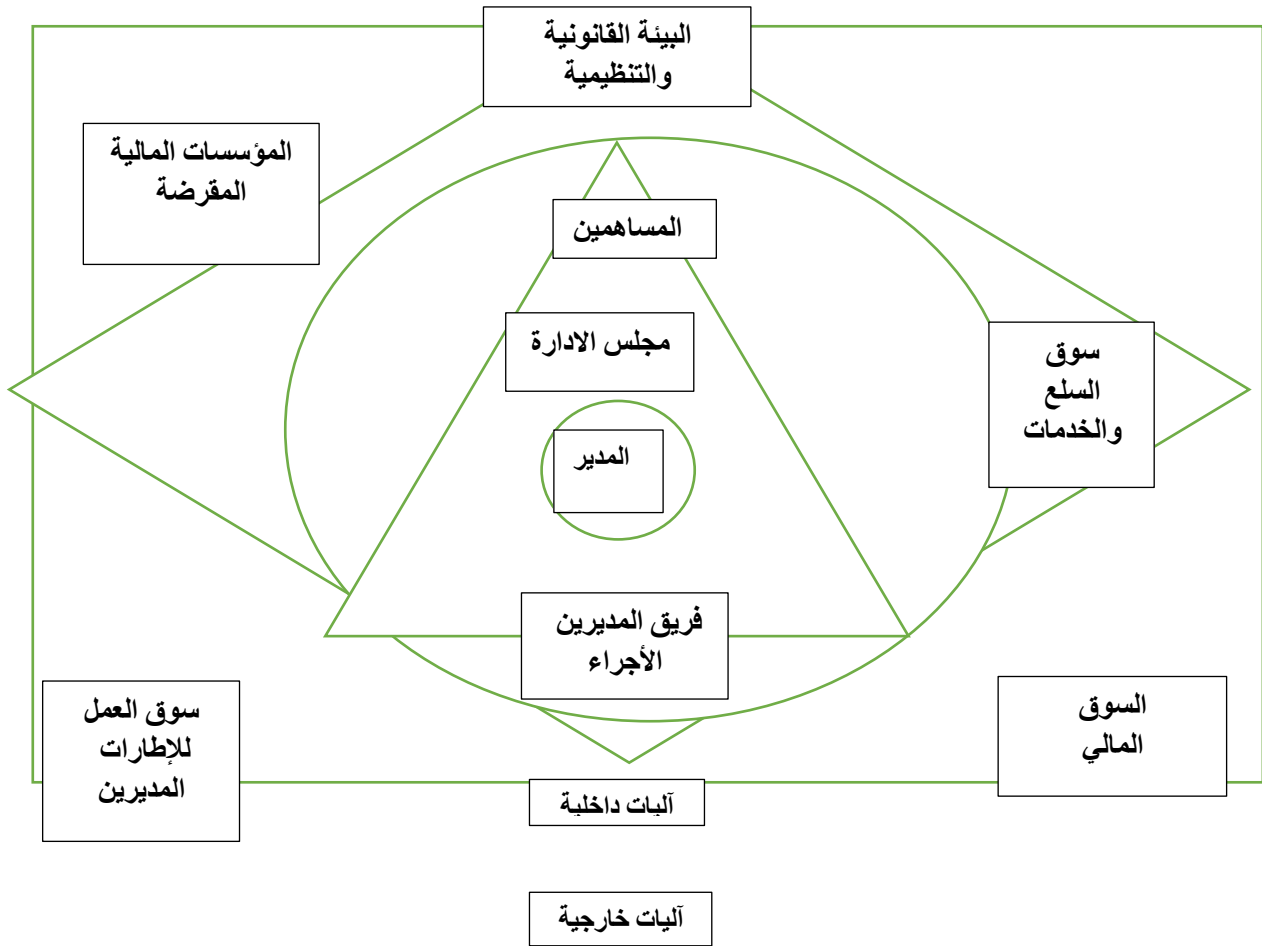 البيئة القانونية
والتنظيمية
المؤسسات المالية
المقرضة
المساهمين
مجلس الادارة
سوق
السلع
والخدمات
المدير
فريق المديرين
الأجراء
سوق العمل
للإطارات
المديرين
السوق
المالي
آليات داخلية
آليات خارجية